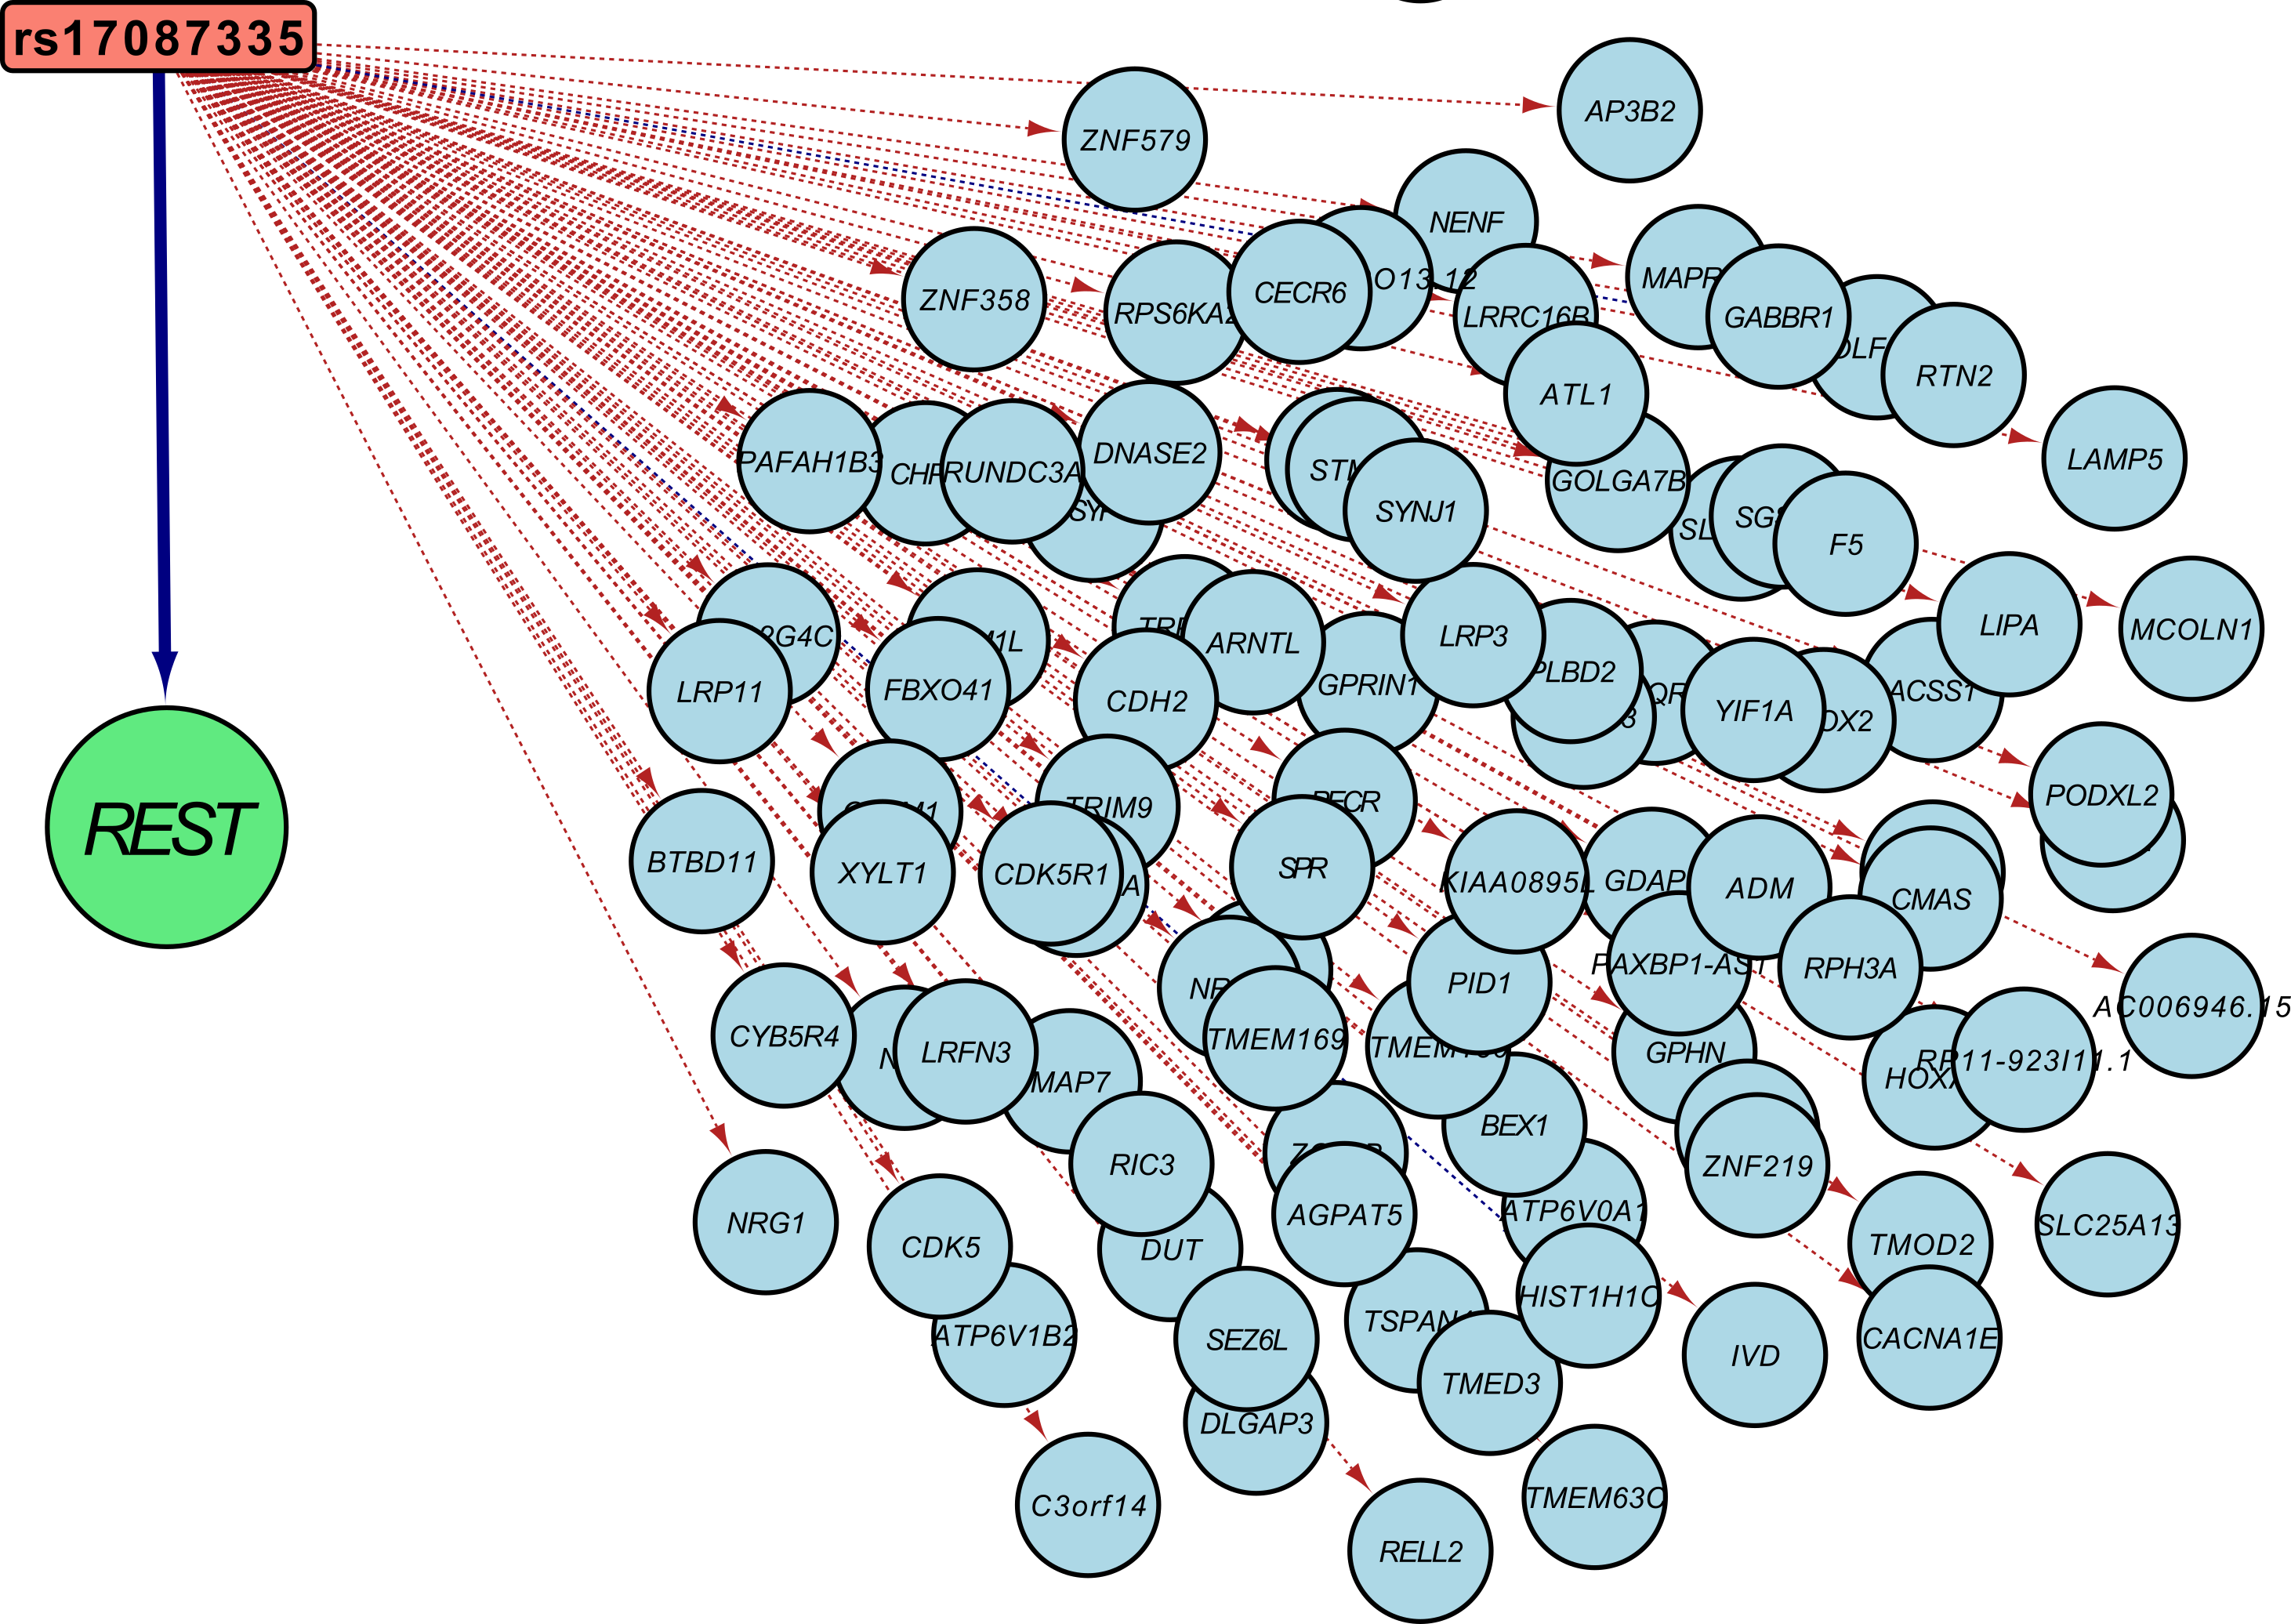 rs17087335
AP3B2
ZNF579
NENF
ZNF358
RPS6KA2
CECR6
LRRC16B
GABBR1
RTN2
ATL1
LAMP5
PAFAH1B3
RUNDC3A
DNASE2
SYNJ1
GOLGA7B
F5
LRP11
FBXO41
CDH2
ARNTL
GPRIN1
LRP3
PLBD2
YIF1A
ACSS1
LIPA
MCOLN1
REST
BTBD11
XYLT1
TRIM9
CDK5R1
SPR
KIAA0895L
ADM
CMAS
PODXL2
CYB5R4
LRFN3
MAP7
TMEM169
PID1
PAXBP1-AS1
RPH3A
AC006946.15
GPHN
RP11-923I11.1
NRG1
CDK5
RIC3
DUT
AGPAT5
BEX1
ATP6V0A1
ZNF219
TMOD2
SLC25A13
ATP6V1B2
SEZ6L
HIST1H1C
IVD
CACNA1E
DLGAP3
TMED3
C3orf14
RELL2
TMEM63C